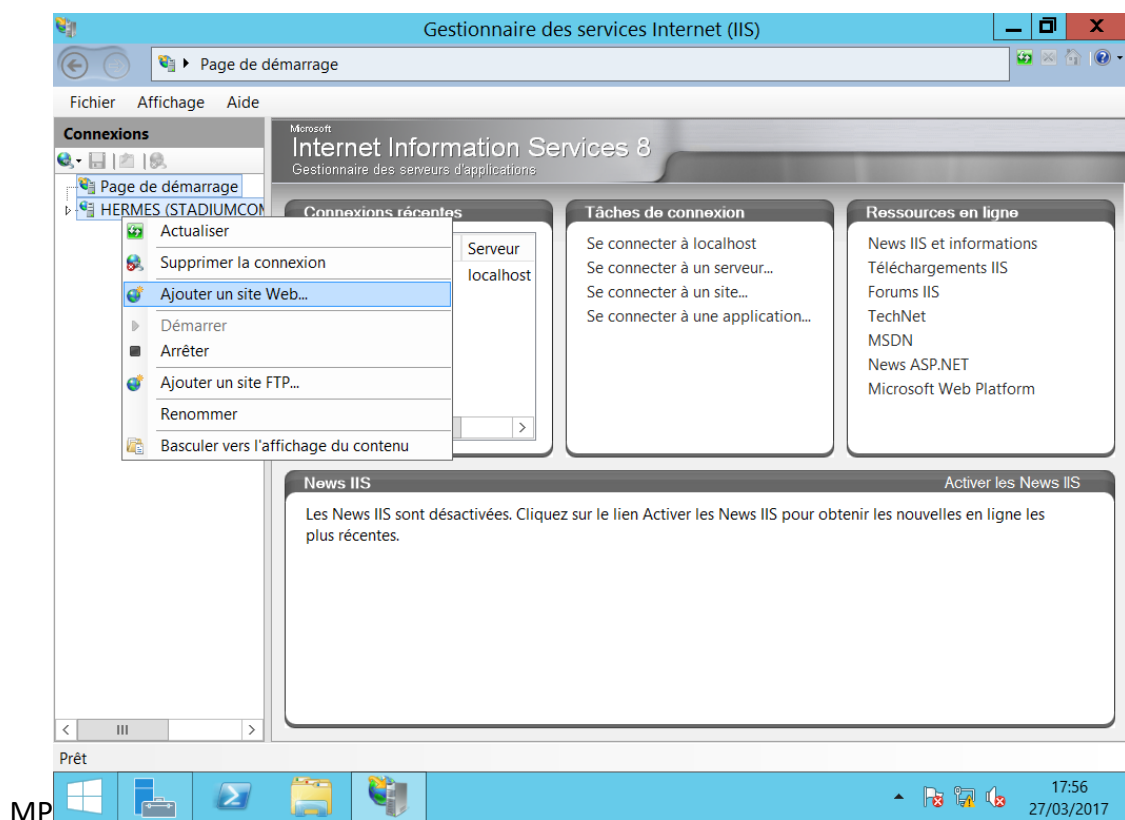 Gestionnaire des services Internet (IIS)
Page de démarrage
Fichier Affichage Aide
Connexions
Page de démarrage
HERMES (STADIUMCON
Actualiser
Supprimer la connexion
Ajouter un site Web...
Démarrer
Arrêter
Ajouter un site FTP...
Renommer
Basculer vers l'affichage du contenu
Microsoft
Internet Information Services 8
Gestionnaire des serveurs d'applications
Connexions récentes
Serveur
localhost
Tâches de connexion
Se connecter à localhost
Se connecter à un serveur...
Se connecter à un site...
Se connecter à une application...
Ressources en ligne
News IIS et informations
Téléchargements IIS
Forums IIS
TechNet
MSDN
News ASP.NET
Microsoft Web Platform
News IIS
Activer les News IIS
Les News IIS sont désactivées. Cliquez sur le lien Activer les News IIS pour obtenir les nouvelles en ligne les
plus récentes.
Prêt
17:56
27/03/2017
MP